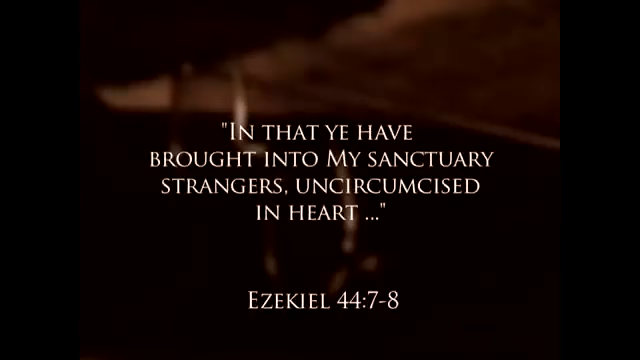 "In that ye have
brought into My sanctuary
strangers, uncircumcised
in heart ..."
Ezekiel 44:7-8